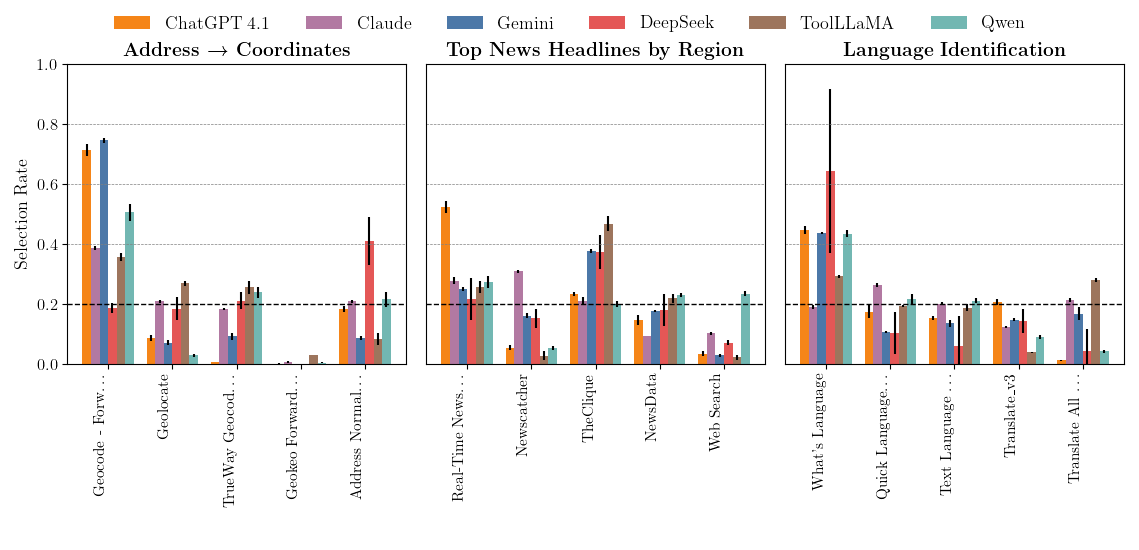 ChatGPT 4.1 Claude Gemini DeepSeek ToolLLaMA Qwen
Address → Coordinates Top News Headlines by Region Language Identification
Selection Rate
1.0
0.8
0.6
0.4
0.2
0.0
Geocode - Forw...
Geolocate
TrueWay Geocod...
Geokeo Forward...
Address Normal...
Real-Time News...
Newscatcher
TheClique
NewsData
Web Search
What's Language
Quick Language...
Text Language ...
Translate_v3
Translate All ...